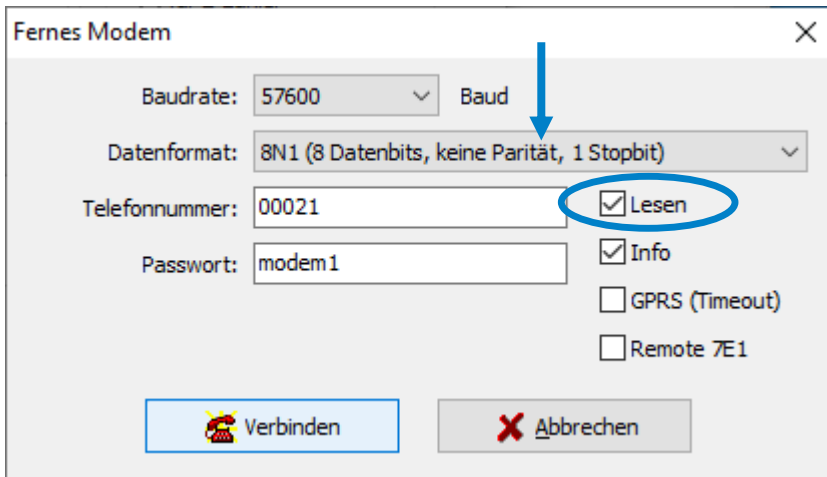 Fernes Modem
Baudrate: 57600 Baud
Datenformat: 8N1 (8 Datenbits, keine Parität, 1 Stopbit)
Telefonnummer: 00021 Lesen
Passwort: modem1 Info
GPRS (Timeout)
Remote 7E1
Verbinden Abbrechen